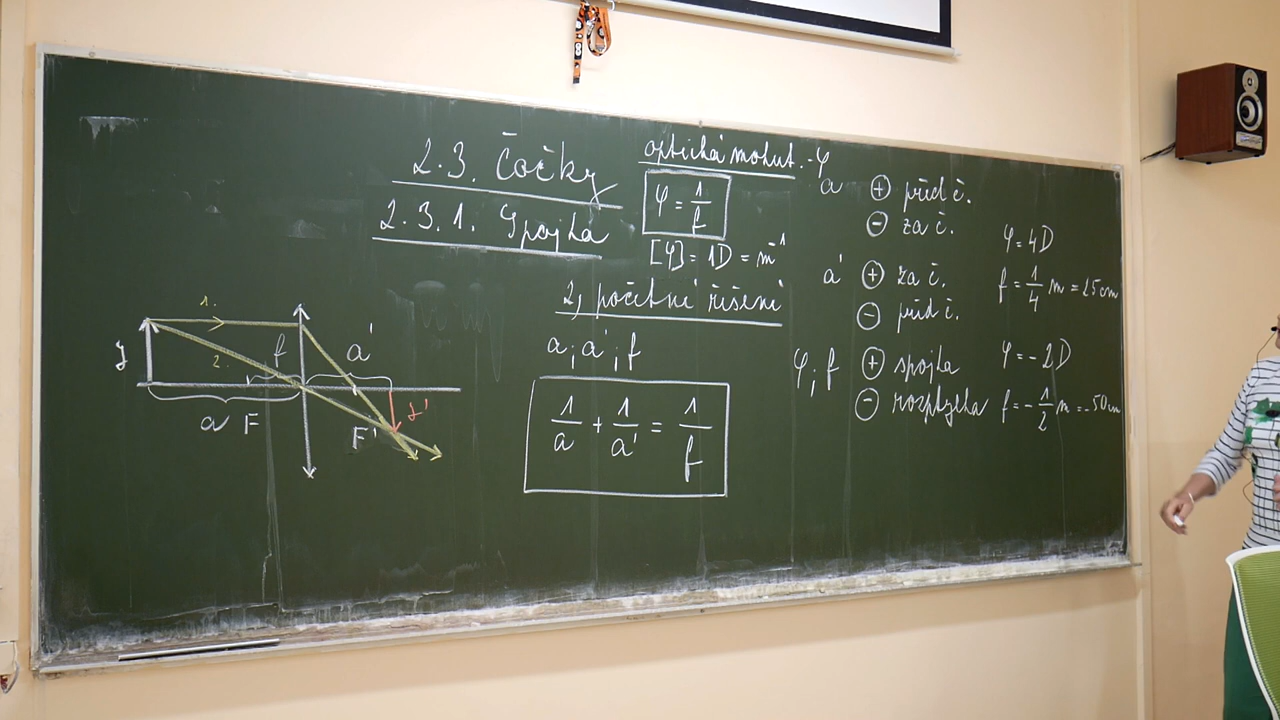 2.3. Čočky
2.3.1. Spojka
optická mohut. - φ
φ = 1/f
[φ] = 1D = m⁻¹
2, početní řešení
a; a'; f
1/a + 1/a' = 1/f
1.
2.
y
f
a'
a
F
F'
y'
a ⊕ před č.
⊖ za č.
a' ⊕ za č.
⊖ před č.
φ; f ⊕ spojka
⊖ rozptylka
φ = 4D
f = 1/4 m = 25 cm
φ = -2D
f = -1/2 m = -50 cm